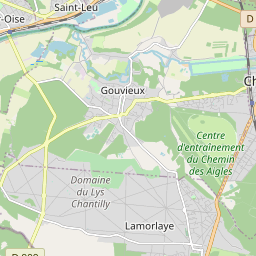 Saint-Leu
-Oise
D
Gouvieux
Ch
Centre
d'entraînement
du Chemin
des Aigles
Domaine
du Lys
Chantilly
Lamorlaye